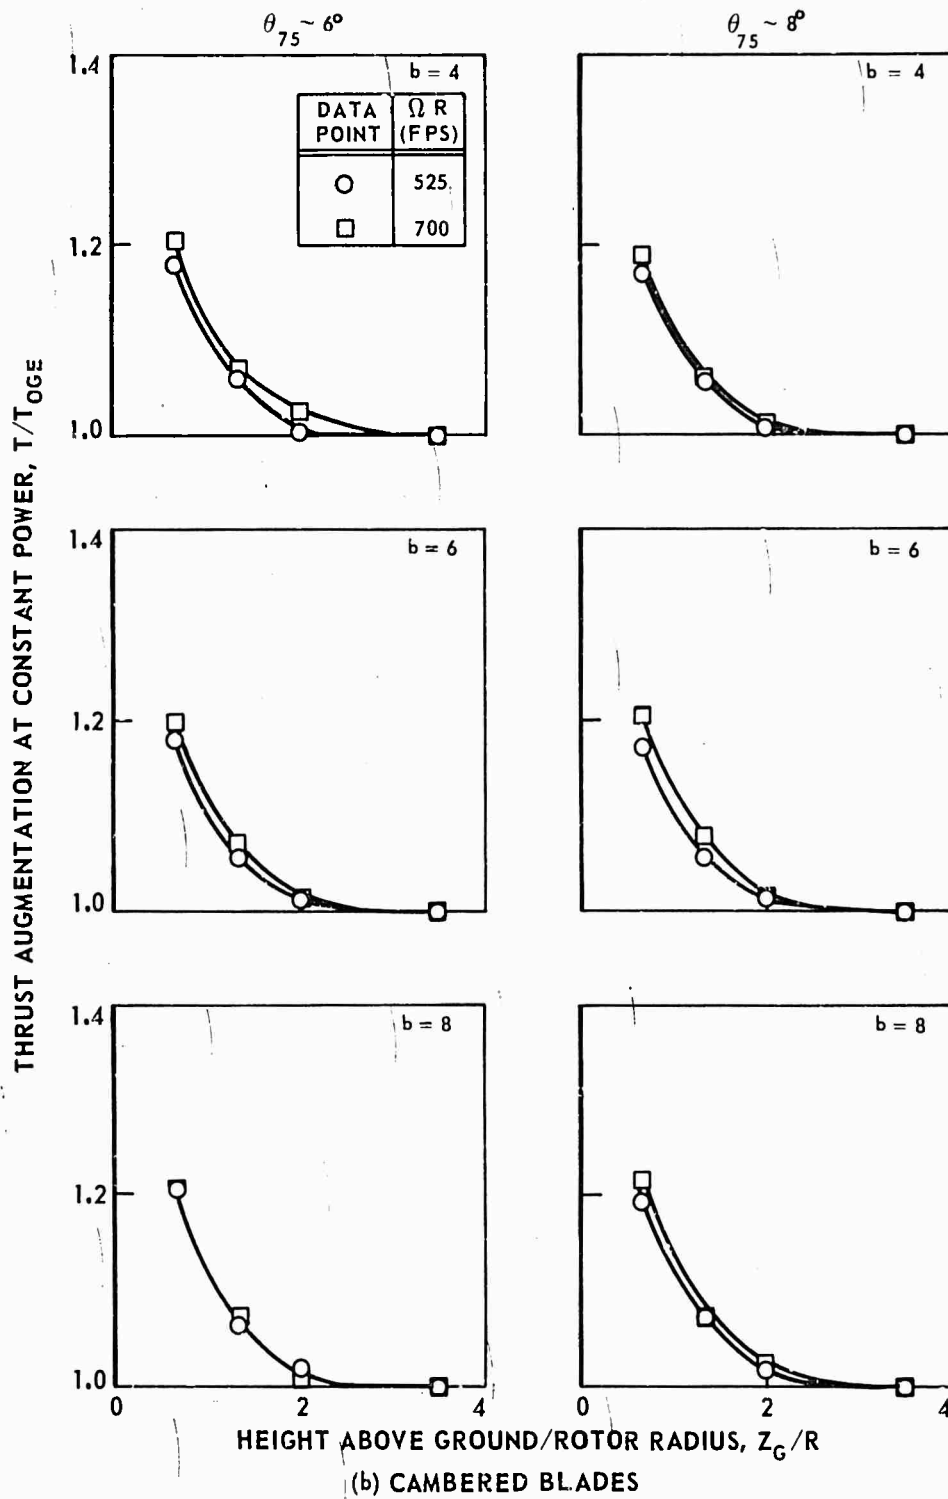 θ75 ~ 6°
θ75 ~ 8°
1.4
b = 4
b = 4
DATA POINT
Ω R (FPS)
525
700
1.2
1.0
1.4
b = 6
b = 6
1.2
1.0
1.4
b = 8
b = 8
1.2
1.0
0
2
4
0
2
4
THRUST AUGMENTATION AT CONSTANT POWER, T/TOGE
HEIGHT ABOVE GROUND/ROTOR RADIUS, ZG/R
(b) CAMBERED BLADES